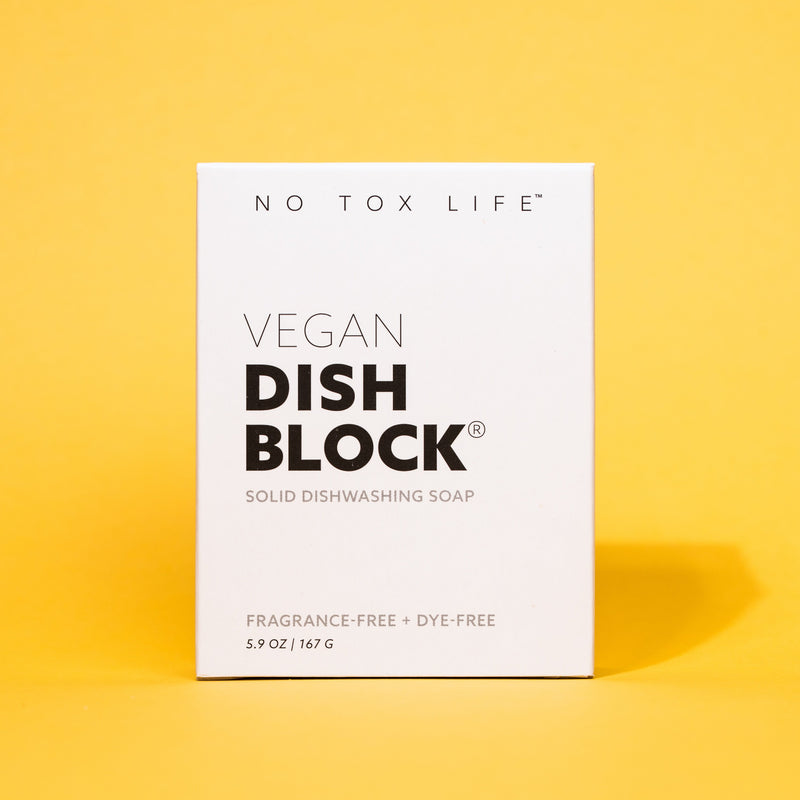 NO TOX LIFE™
VEGAN
DISH
BLOCK®
SOLID DISHWASHING SOAP
FRAGRANCE-FREE + DYE-FREE
5.9 OZ | 167 G